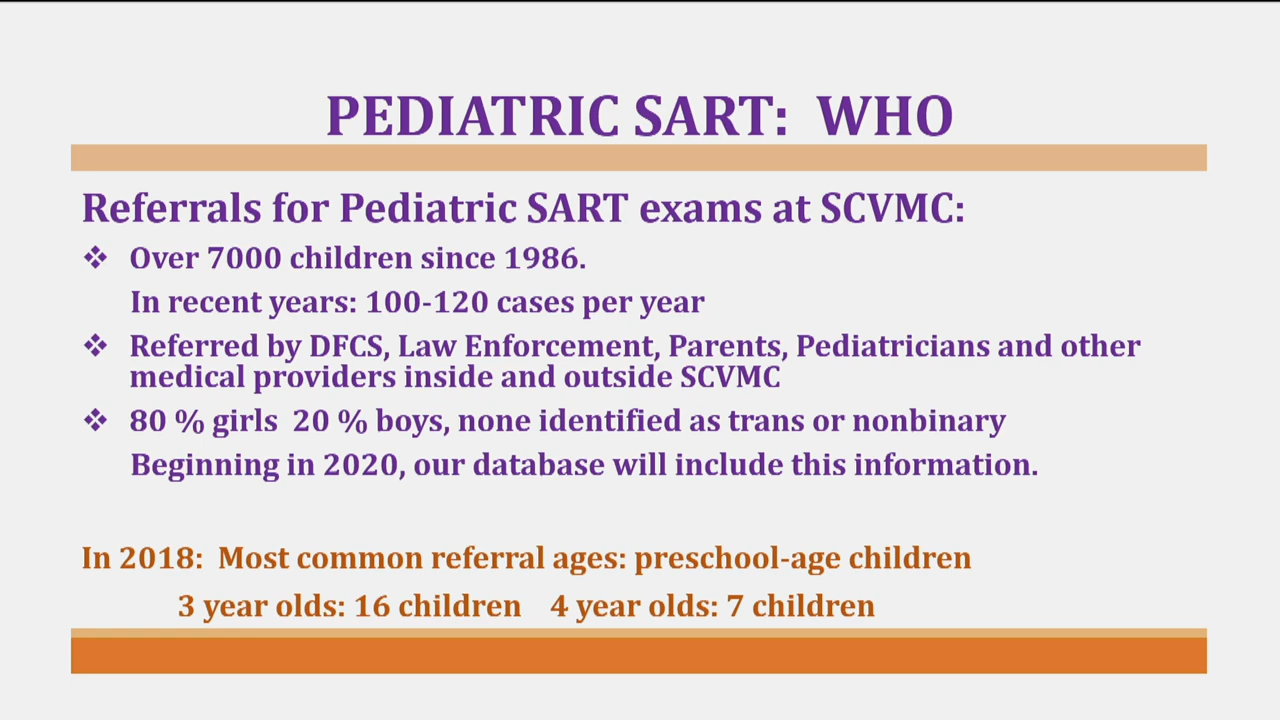 PEDIATRIC SART:  WHO
Referrals for Pediatric SART exams at SCVMC:
❖ Over 7000 children since 1986.
In recent years: 100-120 cases per year
❖ Referred by DFCS, Law Enforcement, Parents, Pediatricians and other
medical providers inside and outside SCVMC
❖ 80 % girls  20 % boys, none identified as trans or nonbinary
Beginning in 2020, our database will include this information.
In 2018:  Most common referral ages: preschool-age children
3 year olds: 16 children   4 year olds: 7 children